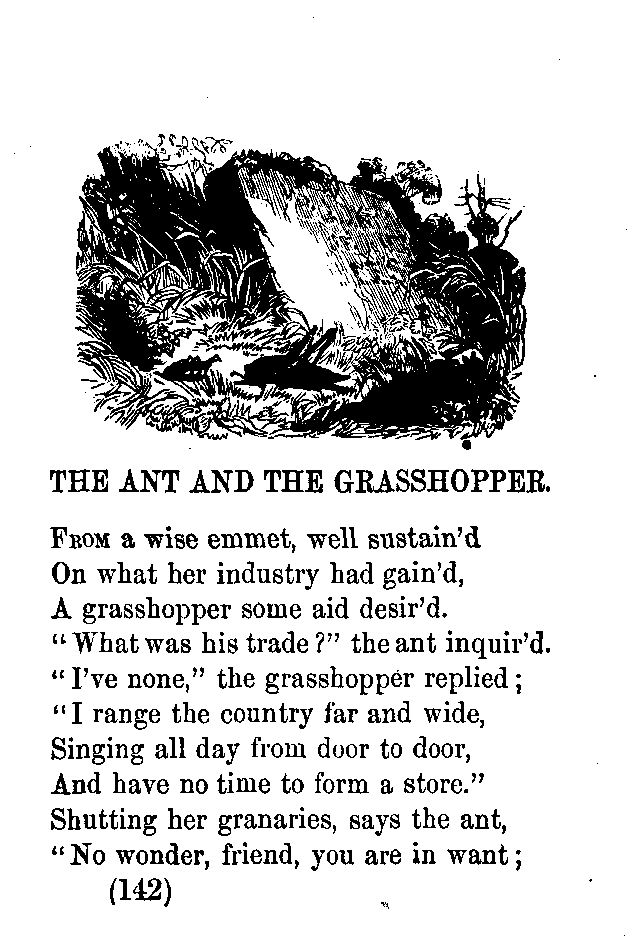 THE ANT AND THE GRASSHOPPER.
FROM a wise emmet, well sustain'd
On what her industry had gain'd,
A grasshopper some aid desir'd.
“What was his trade?” the ant inquir'd.
“I've none,” the grasshopper replied;
“I range the country far and wide,
Singing all day from door to door,
And have no time to form a store.”
Shutting her granaries, says the ant,
“No wonder, friend, you are in want;
(142)